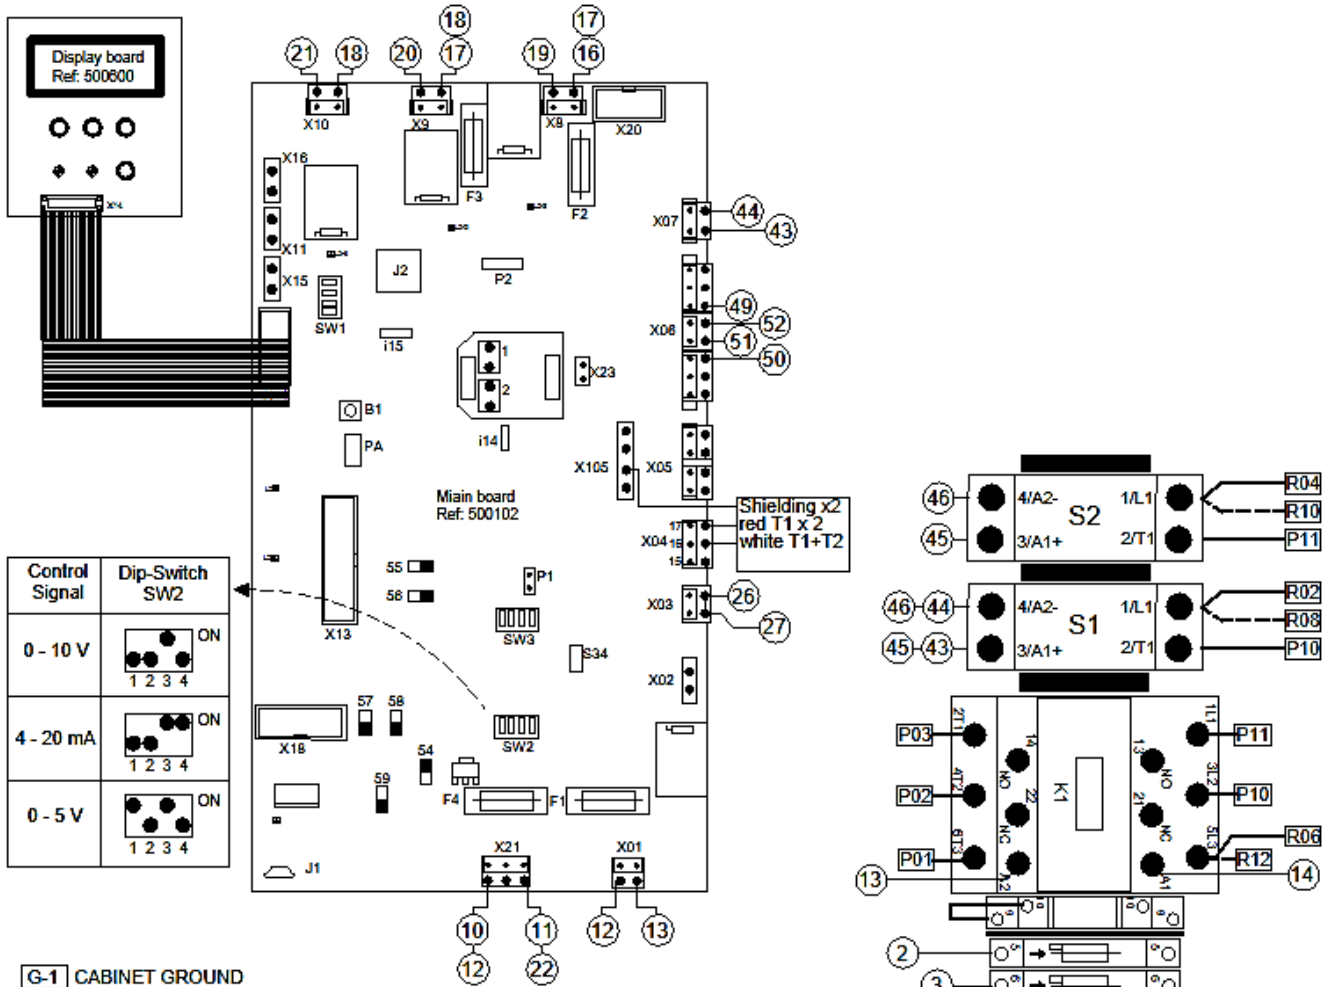 Display board
Ref: 500600
X14
21
18
20
18
17
19
17
16
X10
X9
X8
X20
F3
F2
X16
X11
X15
SW1
J2
P2
i15
X07
44
43
X06
49
52
51
50
1
2
X23
B1
PA
i14
X105
X05
Miain board
Ref: 500102
Shielding x2
red T1 x 2
white T1+T2
X04
17
16
15
55
56
P1
SW3
S34
X03
26
27
X02
X13
X18
57
58
54
59
SW2
F4
F1
J1
X21
X01
10
12
11
22
12
13
Control Signal
Dip-Switch SW2
0 - 10 V
ON
1 2 3 4
4 - 20 mA
ON
1 2 3 4
0 - 5 V
ON
1 2 3 4
G-1 CABINET GROUND
46
45
4/A2-
3/A1+
S2
1/L1
2/T1
R04
R10
P11
46
44
45
43
4/A2-
3/A1+
S1
1/L1
2/T1
R02
R08
P10
P03
P02
P01
2T1
4T2
6T3
14
NO
22
NC
A2
K1
13
NO
21
NC
A1
1L1
3L2
5L3
P11
P10
R06
R12
13
14
2
5
6
3
6
6